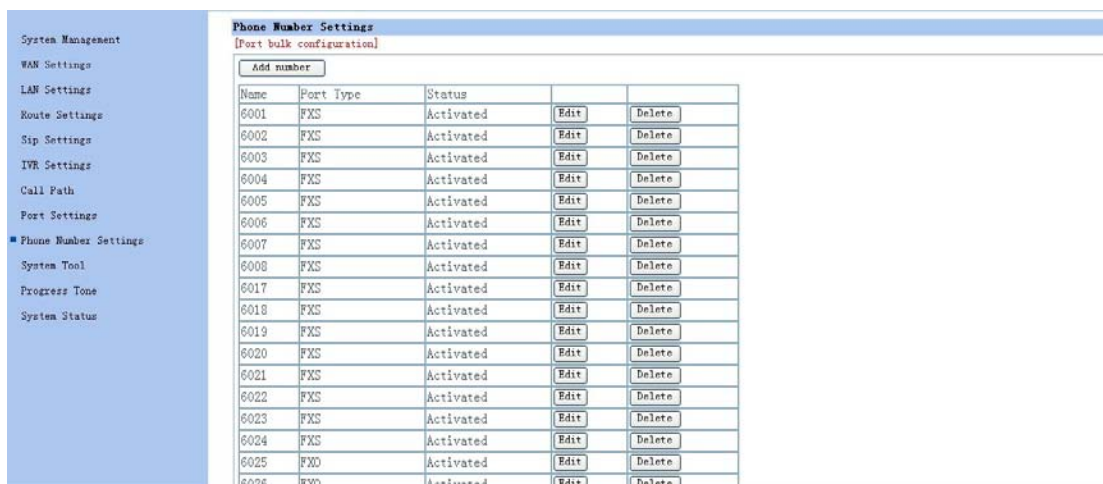 System Management
WAN Settings
LAN Settings
Route Settings
Sip Settings
IVR Settings
Call Path
Port Settings
Phone Number Settings
System Tool
Progress Tone
System Status
Phone Number Settings
[Port bulk configuration]
Add number
Name Port Type Status
6001 FXS Activated Edit Delete
6002 FXS Activated Edit Delete
6003 FXS Activated Edit Delete
6004 FXS Activated Edit Delete
6005 FXS Activated Edit Delete
6006 FXS Activated Edit Delete
6007 FXS Activated Edit Delete
6008 FXS Activated Edit Delete
6017 FXS Activated Edit Delete
6018 FXS Activated Edit Delete
6019 FXS Activated Edit Delete
6020 FXS Activated Edit Delete
6021 FXS Activated Edit Delete
6022 FXS Activated Edit Delete
6023 FXS Activated Edit Delete
6024 FXS Activated Edit Delete
6025 FXO Activated Edit Delete
6026 FXO Activated Edit Delete